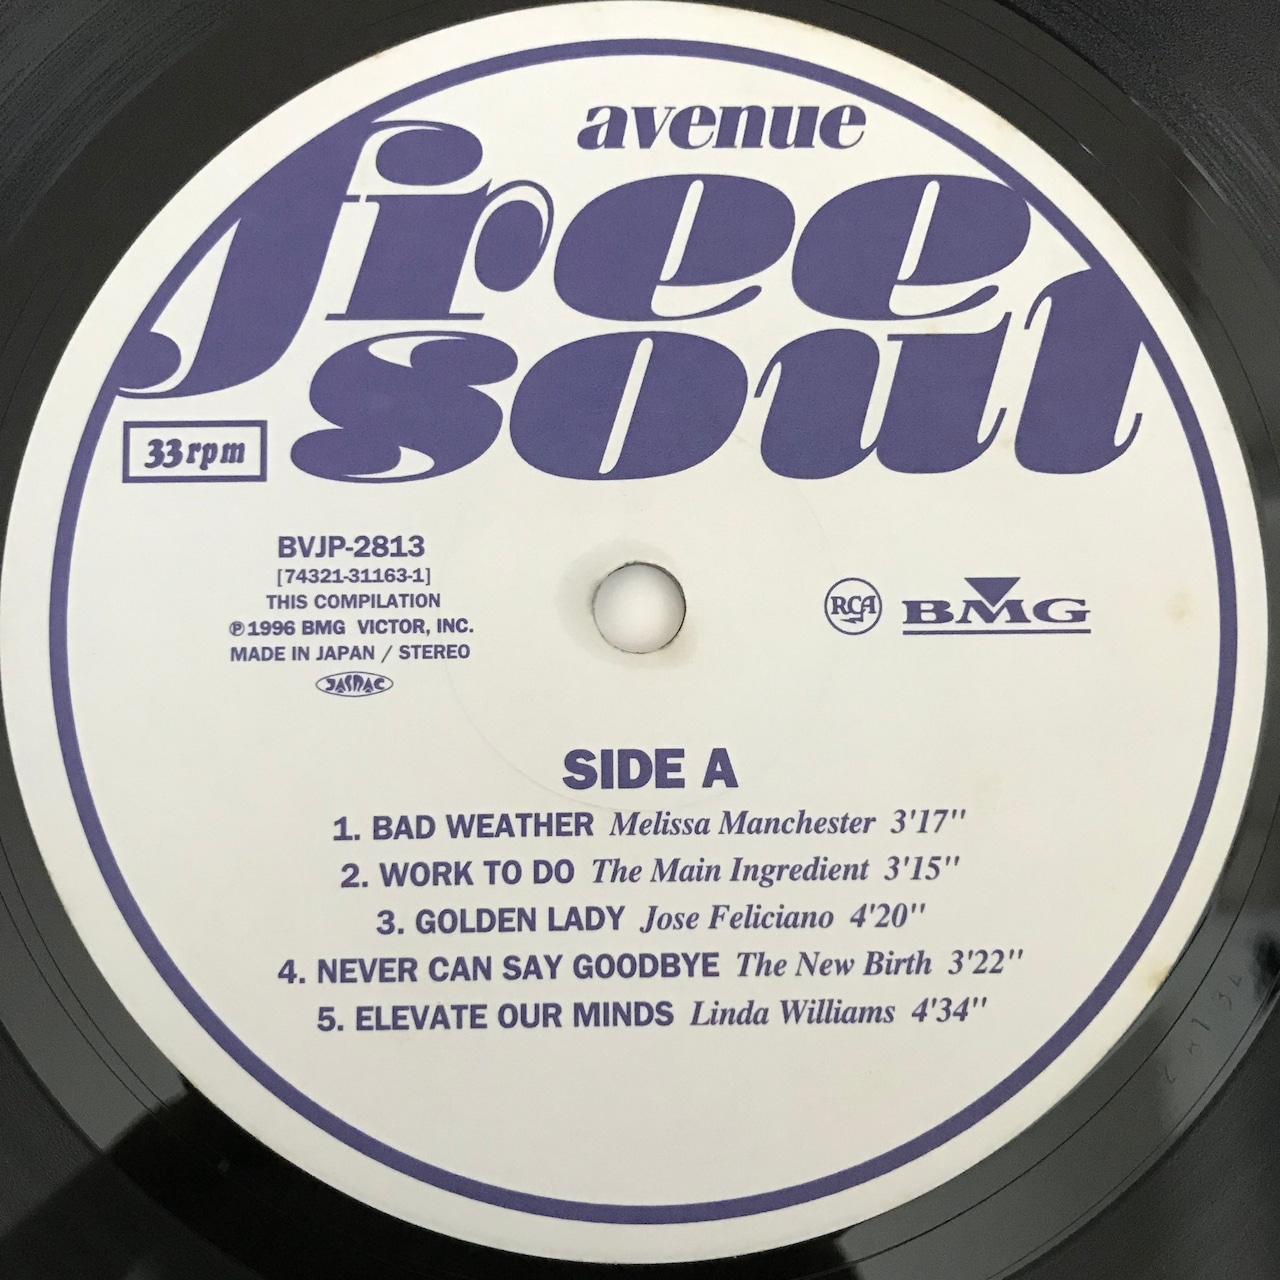 avenue
free
soul
33rpm
BVJP-2813
[74321-31163-1]
THIS COMPILATION
℗1996 BMG VICTOR, INC.
MADE IN JAPAN / STEREO
JASRAC
RCA
BMG
SIDE A
1. BAD WEATHER Melissa Manchester 3'17"
2. WORK TO DO The Main Ingredient 3'15"
3. GOLDEN LADY Jose Feliciano 4'20"
4. NEVER CAN SAY GOODBYE The New Birth 3'22"
5. ELEVATE OUR MINDS Linda Williams 4'34"